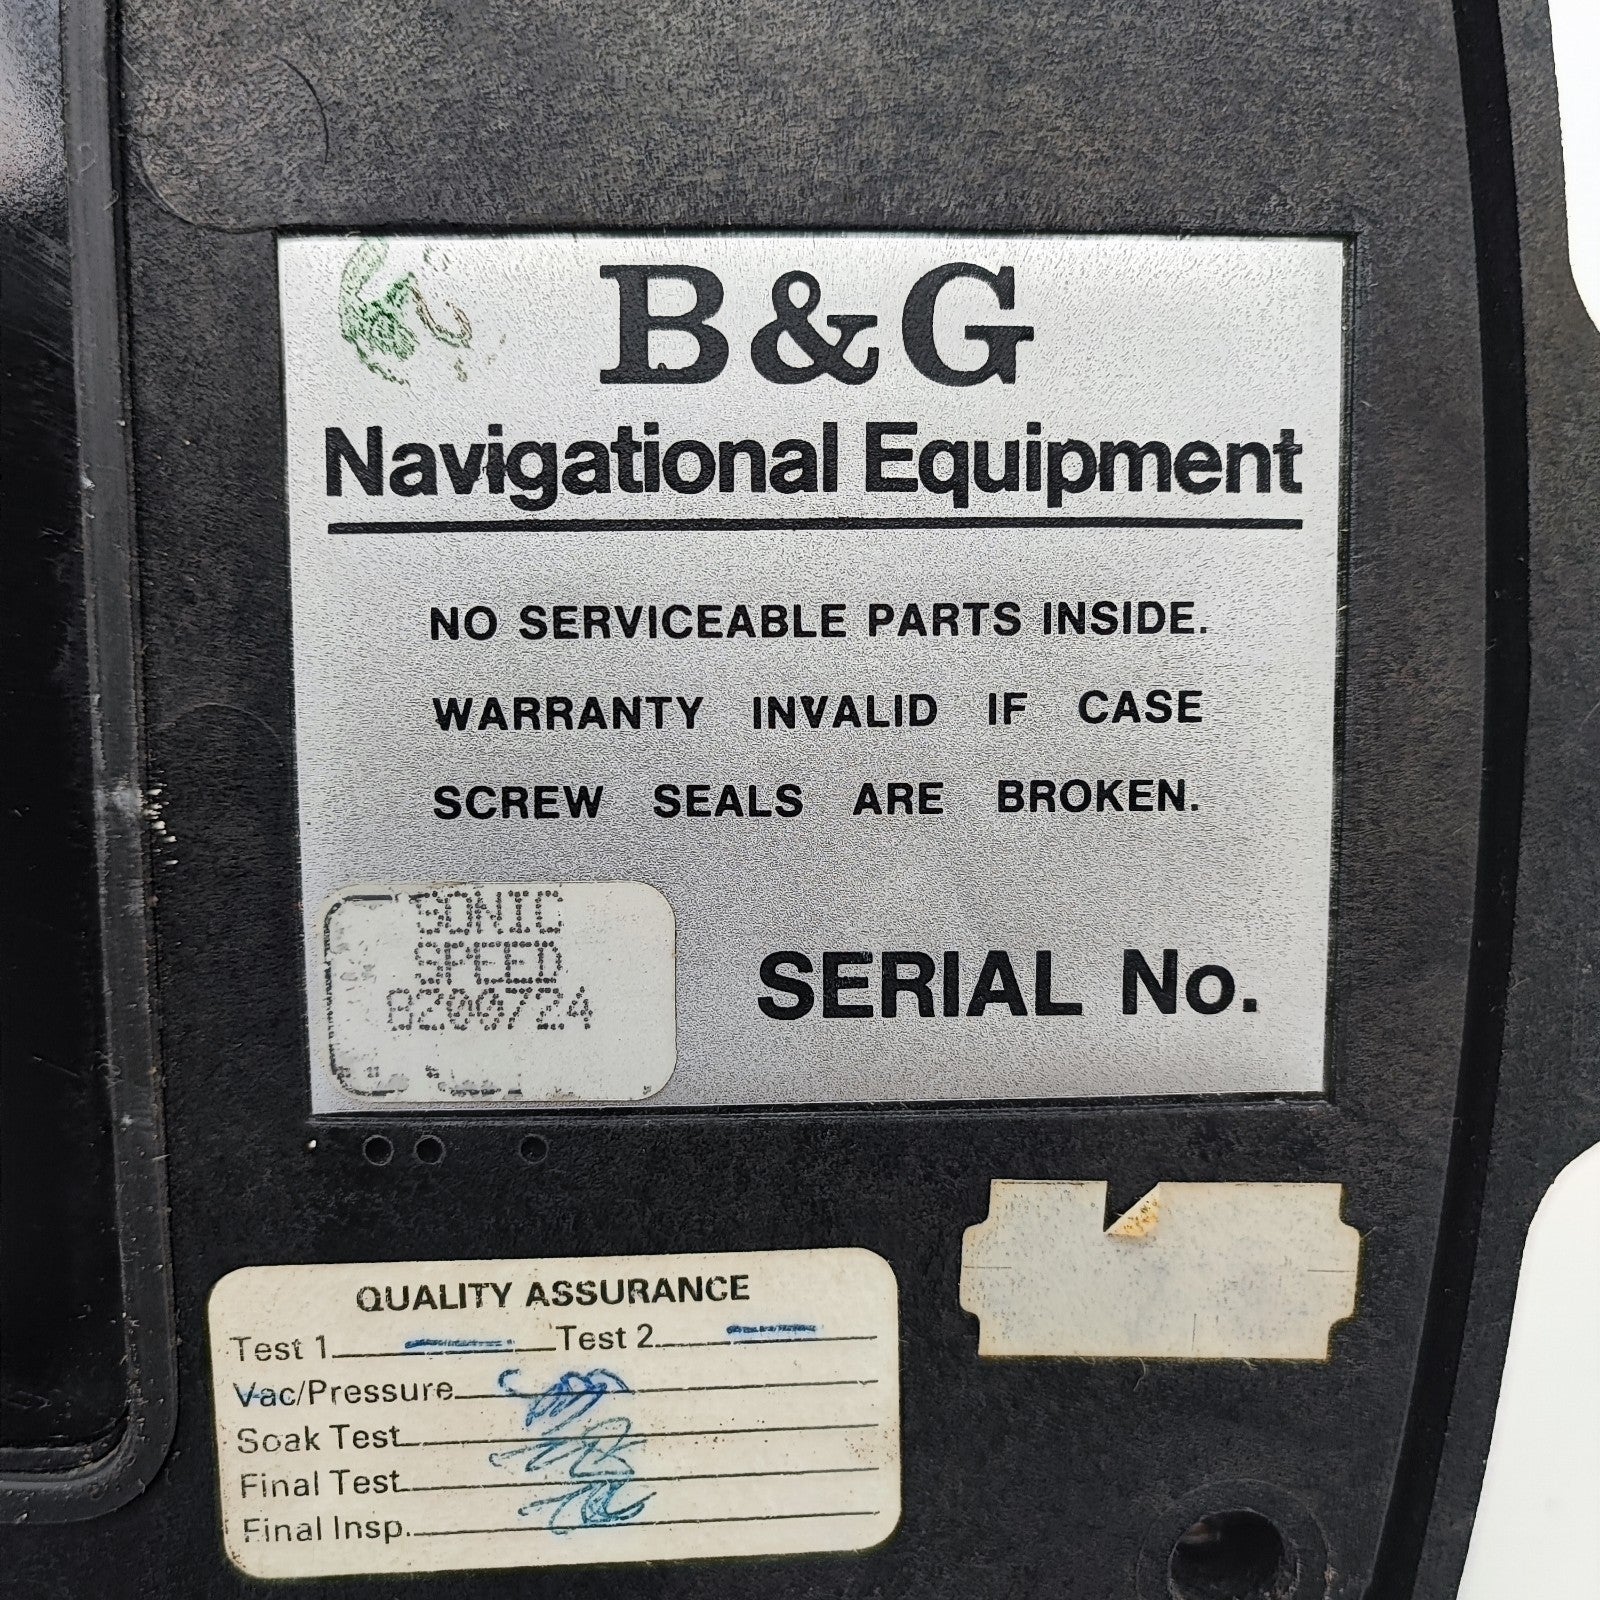 B&G
Navigational Equipment
NO SERVICEABLE PARTS INSIDE.
WARRANTY INVALID IF CASE
SCREW SEALS ARE BROKEN.
SONIC
SPEED
8200724
SERIAL No.
QUALITY ASSURANCE
Test 1 Test 2
Vac/Pressure
Soak Test
Final Test
Final Insp.